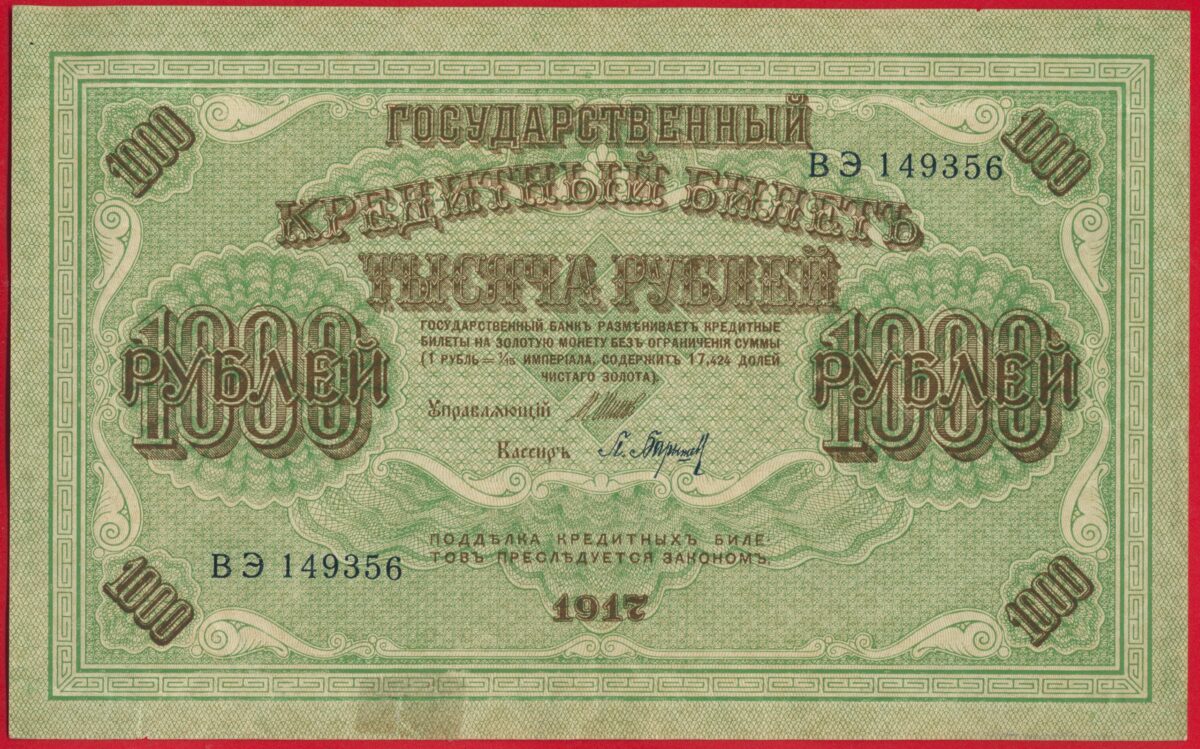 1000
1000
ГОСУДАРСТВЕННЫЙ
ВЭ 149356
КРЕДИТНЫЙ БИЛЕТЪ
ТЫСЯЧА РУБЛЕЙ
ГОСУДАРСТВЕННЫЙ БАНКЪ РАЗМѢНИВАЕТЪ КРЕДИТНЫЕ
БИЛЕТЫ НА ЗОЛОТУЮ МОНЕТУ БЕЗЪ ОГРАНИЧЕНІЯ СУММЫ
(1 РУБЛЬ = 1/15 ИМПЕРІАЛА, СОДЕРЖИТЪ 17,424 ДОЛЕЙ
ЧИСТАГО ЗОЛОТА).
1000
РУБЛЕЙ
1000
РУБЛЕЙ
Управляющій
Кассиръ
ПОДДѢЛКА КРЕДИТНЫХЪ БИЛЕ-
ТОВЪ ПРЕСЛѢДУЕТСЯ ЗАКОНОМЪ.
ВЭ 149356
1917
1000
1000